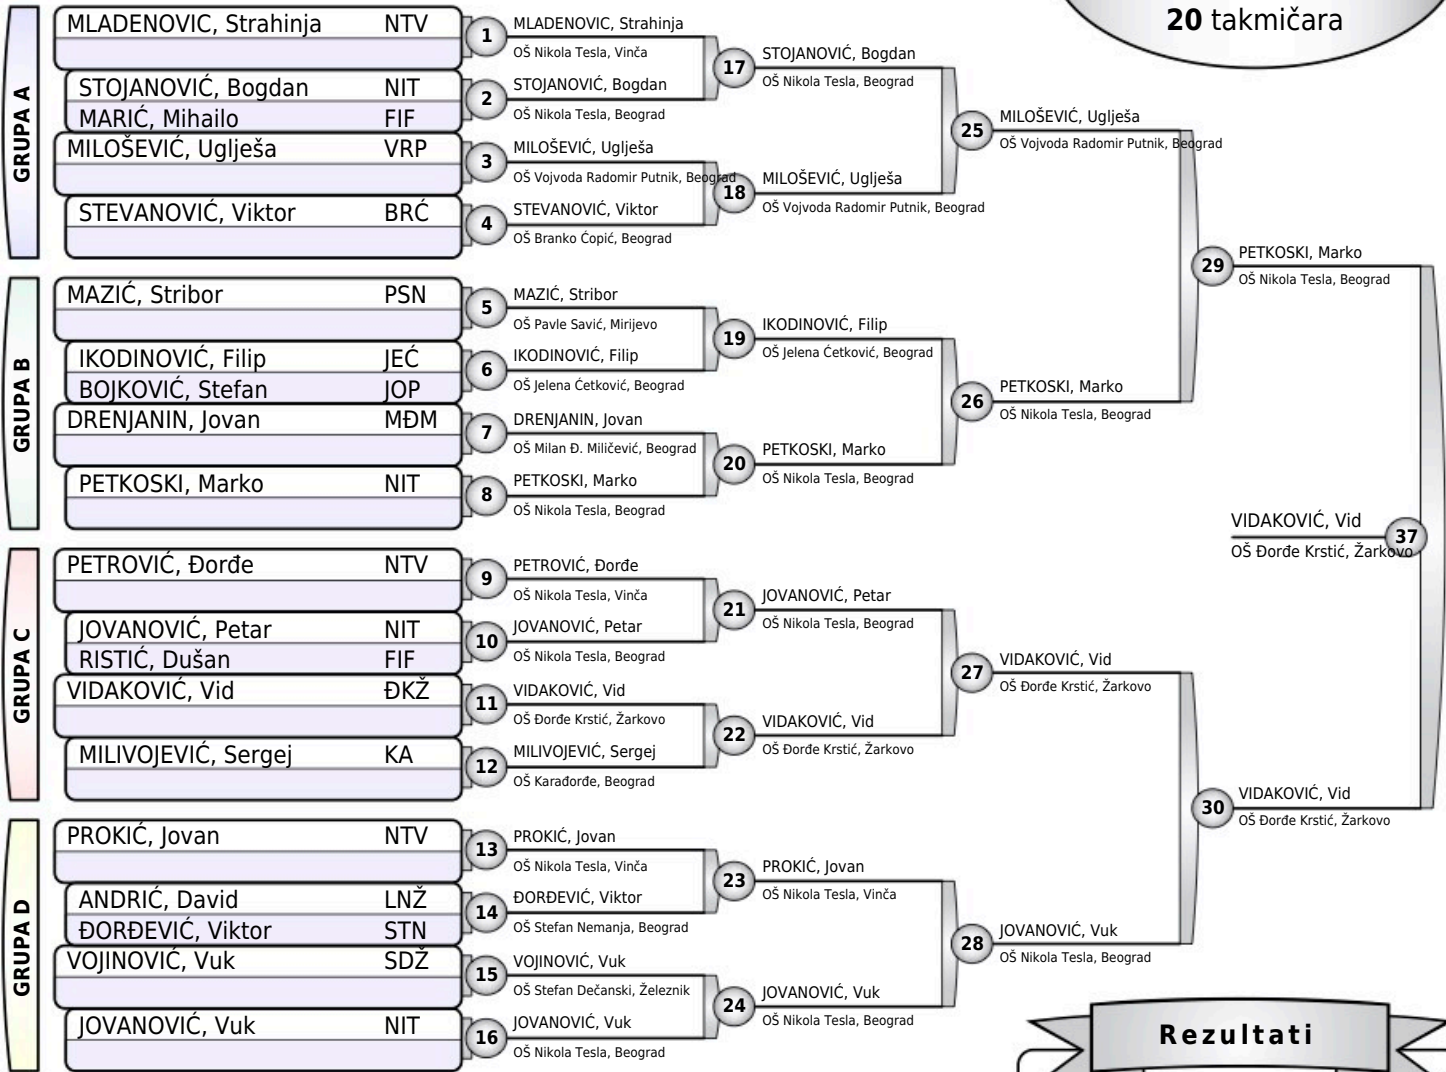 20 takmičara
GRUPA A
MLADENOVIĆ, Strahinja NTV
STOJANOVIĆ, Bogdan NIT
MARIĆ, Mihailo FIF
MILOŠEVIĆ, Uglješa VRP
STEVANOVIĆ, Viktor BRĆ
GRUPA B
MAZIĆ, Stribor PSN
IKODINOVIĆ, Filip JEĆ
BOJKOVIĆ, Stefan JOP
DRENJANIN, Jovan MĐM
PETKOSKI, Marko NIT
GRUPA C
PETROVIĆ, Đorđe NTV
JOVANOVIĆ, Petar NIT
RISTIĆ, Dušan FIF
VIDAKOVIĆ, Vid ĐKŽ
MILIVOJEVIĆ, Sergej KA
GRUPA D
PROKIĆ, Jovan NTV
ANDRIĆ, David LNŽ
ĐORĐEVIĆ, Viktor STN
VOJINOVIĆ, Vuk SDŽ
JOVANOVIĆ, Vuk NIT
1 MLADENOVIC, Strahinja
OŠ Nikola Tesla, Vinča
2 STOJANOVIĆ, Bogdan
OŠ Nikola Tesla, Beograd
3 MILOŠEVIĆ, Uglješa
OŠ Vojvoda Radomir Putnik, Beograd
4 STEVANOVIĆ, Viktor
OŠ Branko Ćopić, Beograd
5 MAZIĆ, Stribor
OŠ Pavle Savić, Mirijevo
6 IKODINOVIĆ, Filip
OŠ Jelena Ćetković, Beograd
7 DRENJANIN, Jovan
OŠ Milan Đ. Miličević, Beograd
8 PETKOSKI, Marko
OŠ Nikola Tesla, Beograd
9 PETROVIĆ, Đorđe
OŠ Nikola Tesla, Vinča
10 JOVANOVIĆ, Petar
OŠ Nikola Tesla, Beograd
11 VIDAKOVIĆ, Vid
OŠ Đorđe Krstić, Žarkovo
12 MILIVOJEVIĆ, Sergej
OŠ Karađorđe, Beograd
13 PROKIĆ, Jovan
OŠ Nikola Tesla, Vinča
14 ĐORĐEVIĆ, Viktor
OŠ Stefan Nemanja, Beograd
15 VOJINOVIĆ, Vuk
OŠ Stefan Dečanski, Železnik
16 JOVANOVIĆ, Vuk
OŠ Nikola Tesla, Beograd
17 STOJANOVIĆ, Bogdan
OŠ Nikola Tesla, Beograd
18 MILOŠEVIĆ, Uglješa
OŠ Vojvoda Radomir Putnik, Beograd
19 IKODINOVIĆ, Filip
OŠ Jelena Ćetković, Beograd
20 PETKOSKI, Marko
OŠ Nikola Tesla, Beograd
21 JOVANOVIĆ, Petar
OŠ Nikola Tesla, Beograd
22 VIDAKOVIĆ, Vid
OŠ Đorđe Krstić, Žarkovo
23 PROKIĆ, Jovan
OŠ Nikola Tesla, Vinča
24 JOVANOVIĆ, Vuk
OŠ Nikola Tesla, Beograd
25 MILOŠEVIĆ, Uglješa
OŠ Vojvoda Radomir Putnik, Beograd
26 PETKOSKI, Marko
OŠ Nikola Tesla, Beograd
27 VIDAKOVIĆ, Vid
OŠ Đorđe Krstić, Žarkovo
28 JOVANOVIĆ, Vuk
OŠ Nikola Tesla, Beograd
29 PETKOSKI, Marko
OŠ Nikola Tesla, Beograd
30 VIDAKOVIĆ, Vid
OŠ Đorđe Krstić, Žarkovo
VIDAKOVIĆ, Vid 37
OŠ Đorđe Krstić, Žarkovo
Rezultati